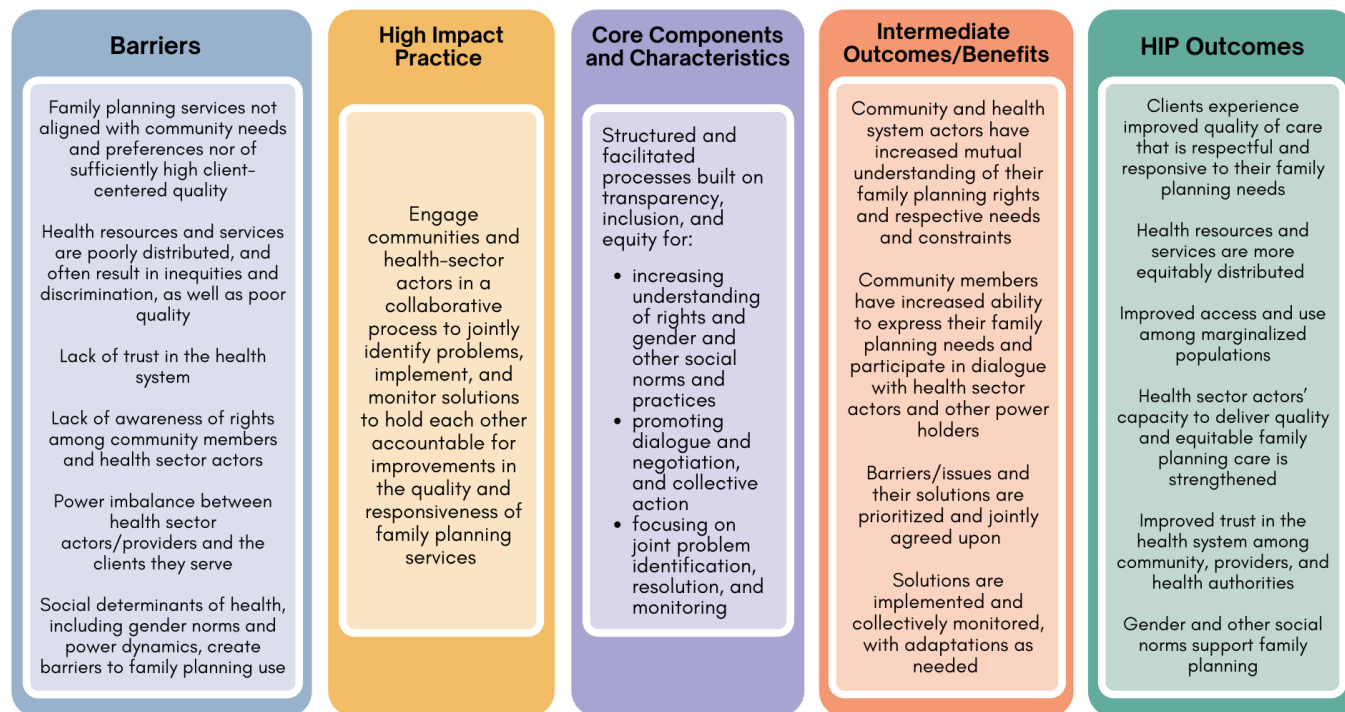 Barriers
Family planning services not
aligned with community needs
and preferences nor of
sufficiently high client-
centered quality
Health resources and services
are poorly distributed, and
often result in inequities and
discrimination, as well as poor
quality
Lack of trust in the health
system
Lack of awareness of rights
among community members
and health sector actors
Power imbalance between
health sector
actors/providers and the
clients they serve
Social determinants of health,
including gender norms and
power dynamics, create
barriers to family planning use
High Impact
Practice
Engage
communities and
health-sector
actors in a
collaborative
process to jointly
identify problems,
implement, and
monitor solutions
to hold each other
accountable for
improvements in
the quality and
responsiveness of
family planning
services
Core Components
and Characteristics
Structured and
facilitated
processes built on
transparency,
inclusion, and
equity for:
• increasing
understanding
of rights and
gender and
other social
norms and
practices
• promoting
dialogue and
negotiation,
and collective
action
• focusing on
joint problem
identification,
resolution, and
monitoring
Intermediate
Outcomes/Benefits
Community and health
system actors have
increased mutual
understanding of their
family planning rights
and respective needs
and constraints
Community members
have increased ability
to express their family
planning needs and
participate in dialogue
with health sector
actors and other power
holders
Barriers/issues and
their solutions are
prioritized and jointly
agreed upon
Solutions are
implemented and
collectively monitored,
with adaptations as
needed
HIP Outcomes
Clients experience
improved quality of care
that is respectful and
responsive to their family
planning needs
Health resources and
services are more
equitably distributed
Improved access and use
among marginalized
populations
Health sector actors’
capacity to deliver quality
and equitable family
planning care is
strengthened
Improved trust in the
health system among
community, providers, and
health authorities
Gender and other social
norms support family
planning